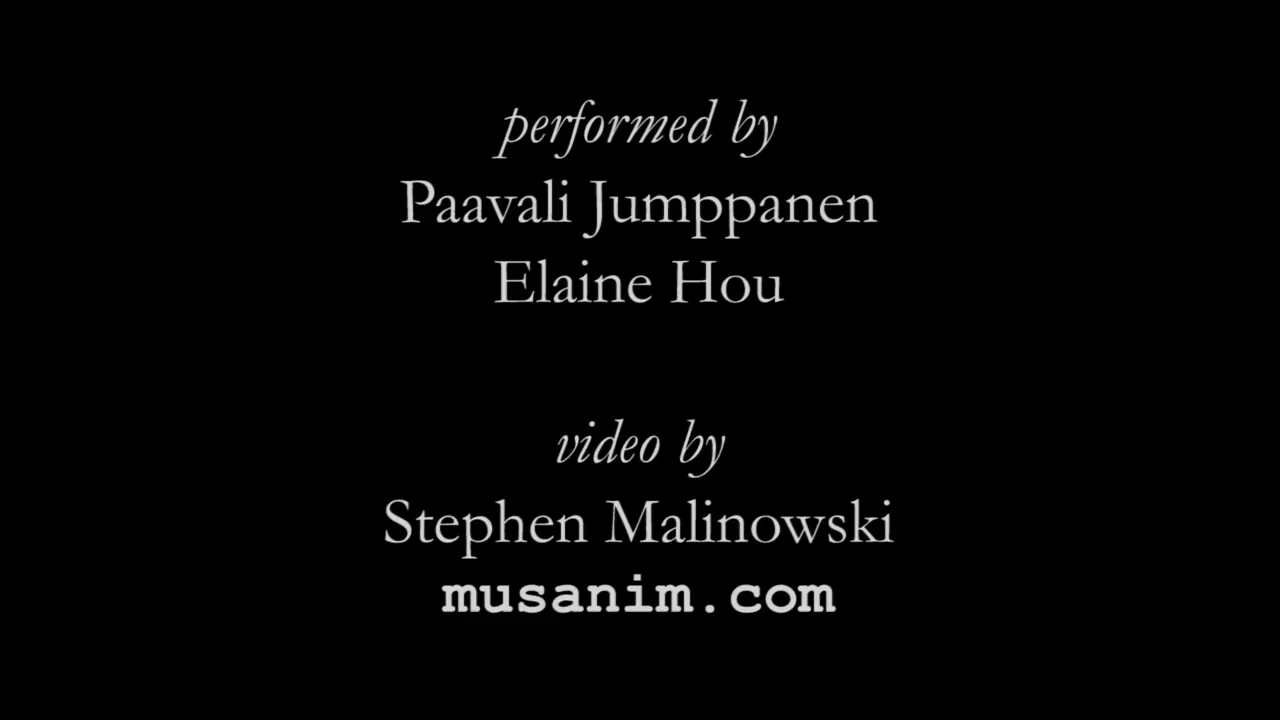 performed by
Paavali Jumppanen
Elaine Hou
video by
Stephen Malinowski
musanim.com